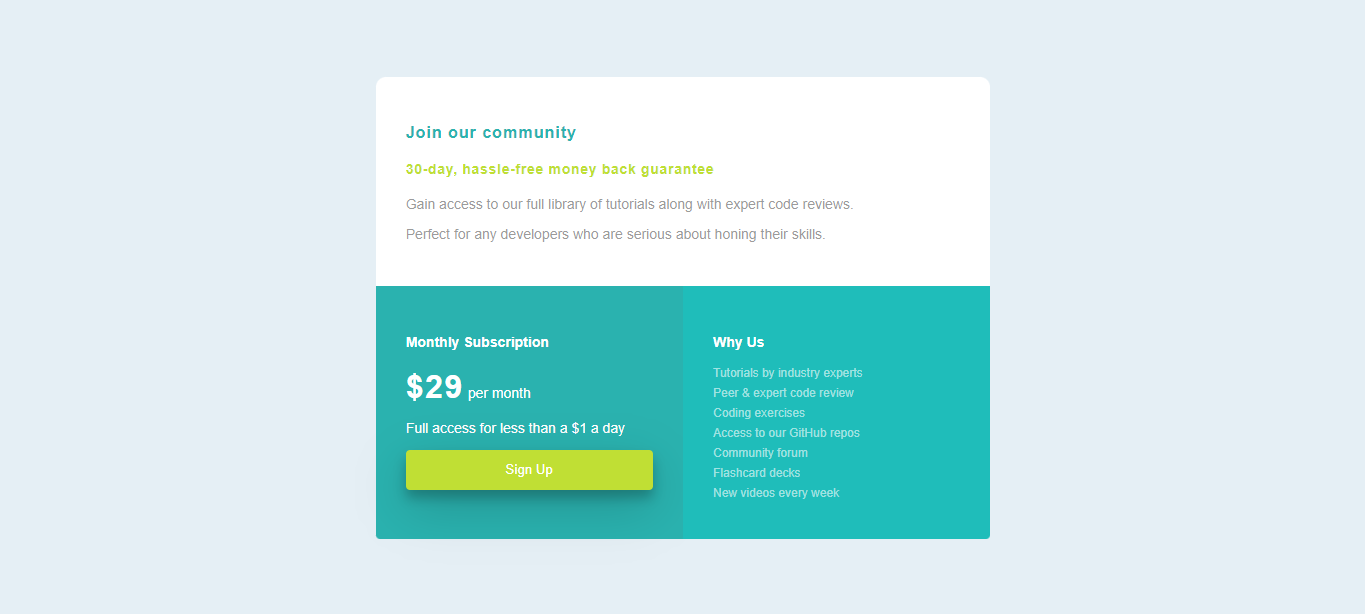 Join our community
30-day, hassle-free money back guarantee
Gain access to our full library of tutorials along with expert code reviews.
Perfect for any developers who are serious about honing their skills.
Monthly Subscription
$29 per month
Full access for less than a $1 a day
Sign Up
Why Us
Tutorials by industry experts
Peer & expert code review
Coding exercises
Access to our GitHub repos
Community forum
Flashcard decks
New videos every week